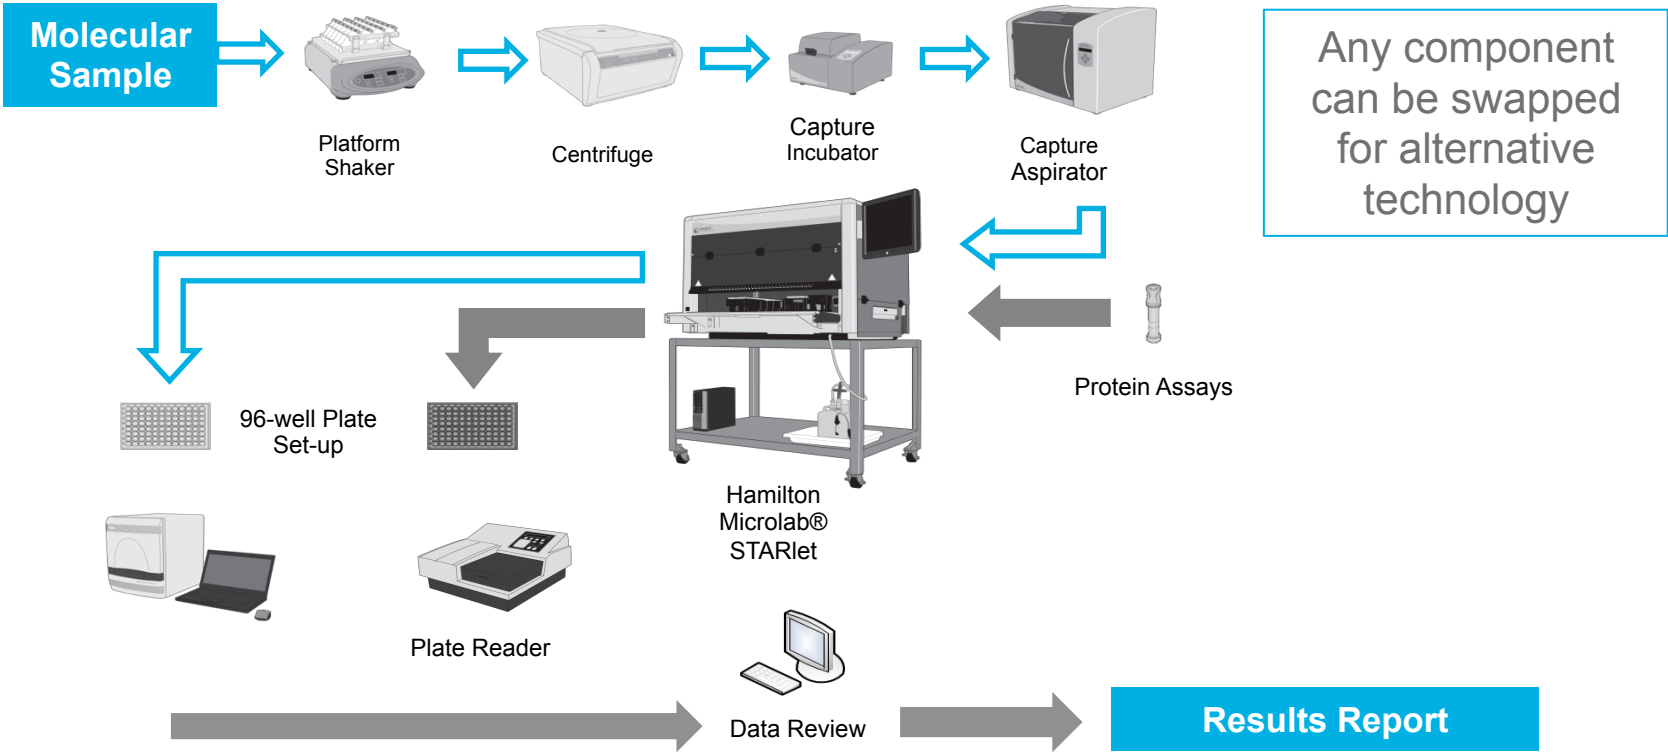 Molecular
Sample
Platform
Shaker
Centrifuge
Capture
Incubator
Capture
Aspirator
Any component
can be swapped
for alternative
technology
Protein Assays
96-well Plate
Set-up
Hamilton
Microlab®
STARlet
Plate Reader
Data Review
Results Report